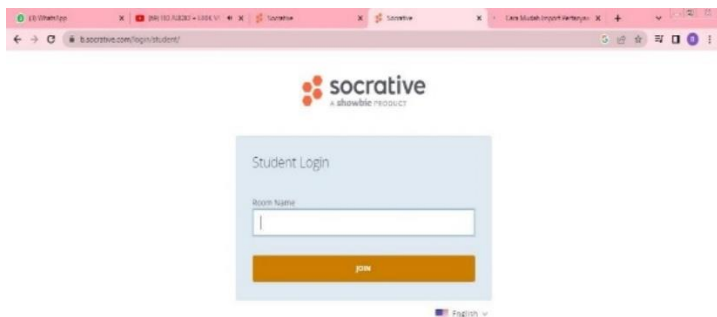 (3) WhatsApp
Socrative
Socrative
Cara Mudah Import Pertanyaa
b.socrative.com/login/student/
socrative
A showbie PRODUCT
Student Login
Room Name
JOIN
English